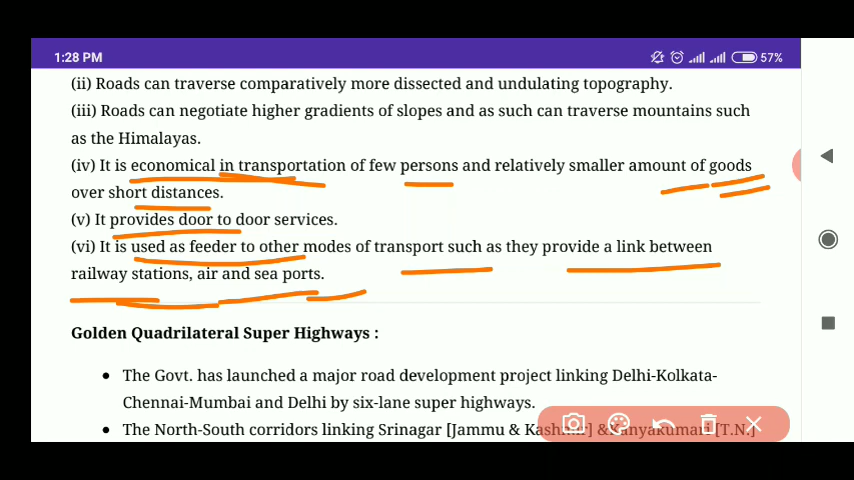 1:28 PM
57%
(ii) Roads can traverse comparatively more dissected and undulating topography.
(iii) Roads can negotiate higher gradients of slopes and as such can traverse mountains such
as the Himalayas.
(iv) It is economical in transportation of few persons and relatively smaller amount of goods
over short distances.
(v) It provides door to door services.
(vi) It is used as feeder to other modes of transport such as they provide a link between
railway stations, air and sea ports.
Golden Quadrilateral Super Highways :
• The Govt. has launched a major road development project linking Delhi-Kolkata-
Chennai-Mumbai and Delhi by six-lane super highways.
• The North-South corridors linking Srinagar [Jammu & Kashmir] &Kanyakumari [T.N.]